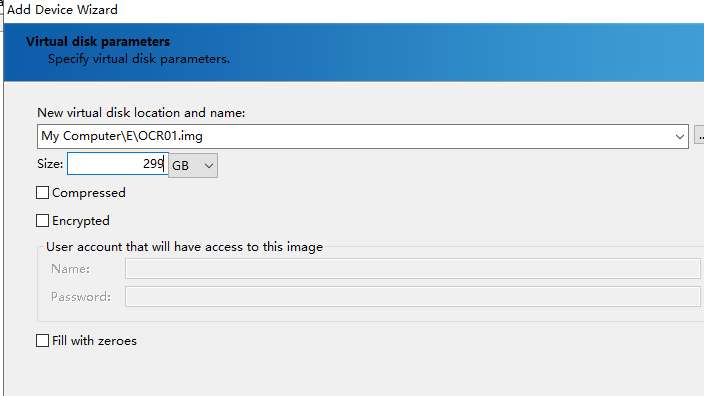 Add Device Wizard
Virtual disk parameters
Specify virtual disk parameters.
New virtual disk location and name:
My Computer\E\OCR01.img
..
Size: 299 GB
Compressed
Encrypted
User account that will have access to this image
Name:
Password:
Fill with zeroes